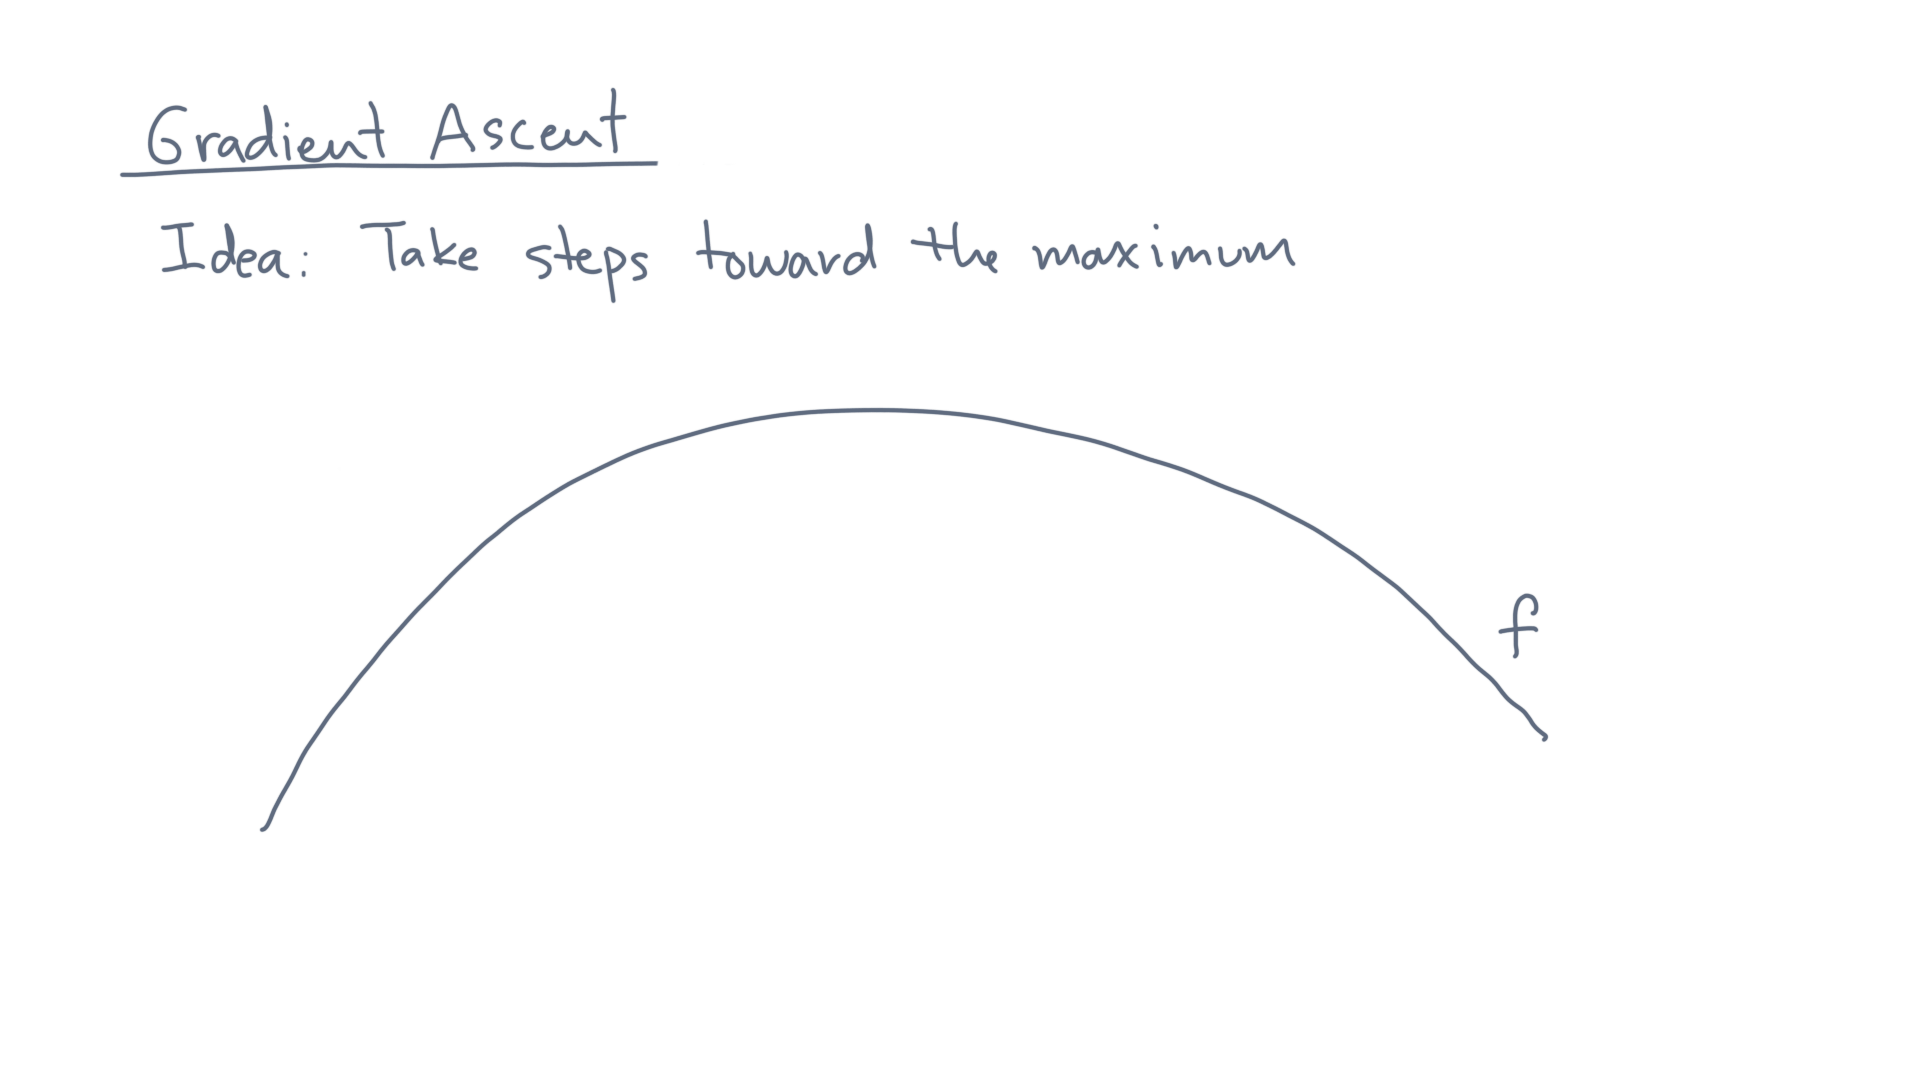 Gradient Ascent
Idea: Take steps toward the maximum
f